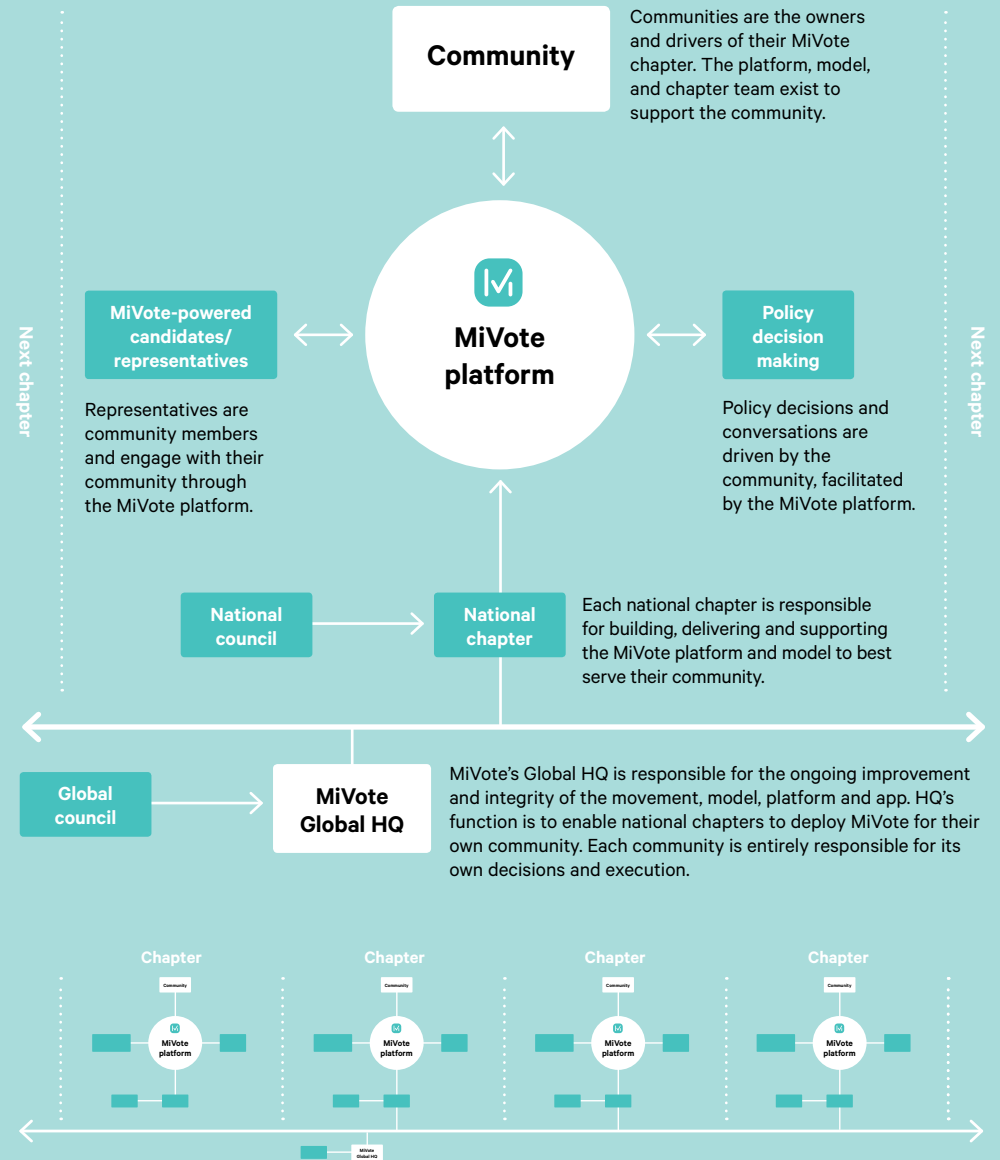 Community
Communities are the owners
and drivers of their MiVote
chapter. The platform, model,
and chapter team exist to
support the community.
Next chapter
MiVote-powered
candidates/
representatives
Representatives are
community members
and engage with their
community through
the MiVote platform.
MiVote
platform
Policy
decision
making
Policy decisions and
conversations are
driven by the
community, facilitated
by the MiVote platform.
Next chapter
National
council
National
chapter
Each national chapter is responsible
for building, delivering and supporting
the MiVote platform and model to best
serve their community.
Global
council
MiVote
Global HQ
MiVote’s Global HQ is responsible for the ongoing improvement
and integrity of the movement, model, platform and app. HQ’s
function is to enable national chapters to deploy MiVote for their
own community. Each community is entirely responsible for its
own decisions and execution.
Chapter
Community
MiVote
platform
Chapter
Community
MiVote
platform
Chapter
Community
MiVote
platform
Chapter
Community
MiVote
platform
MiVote
Global HQ